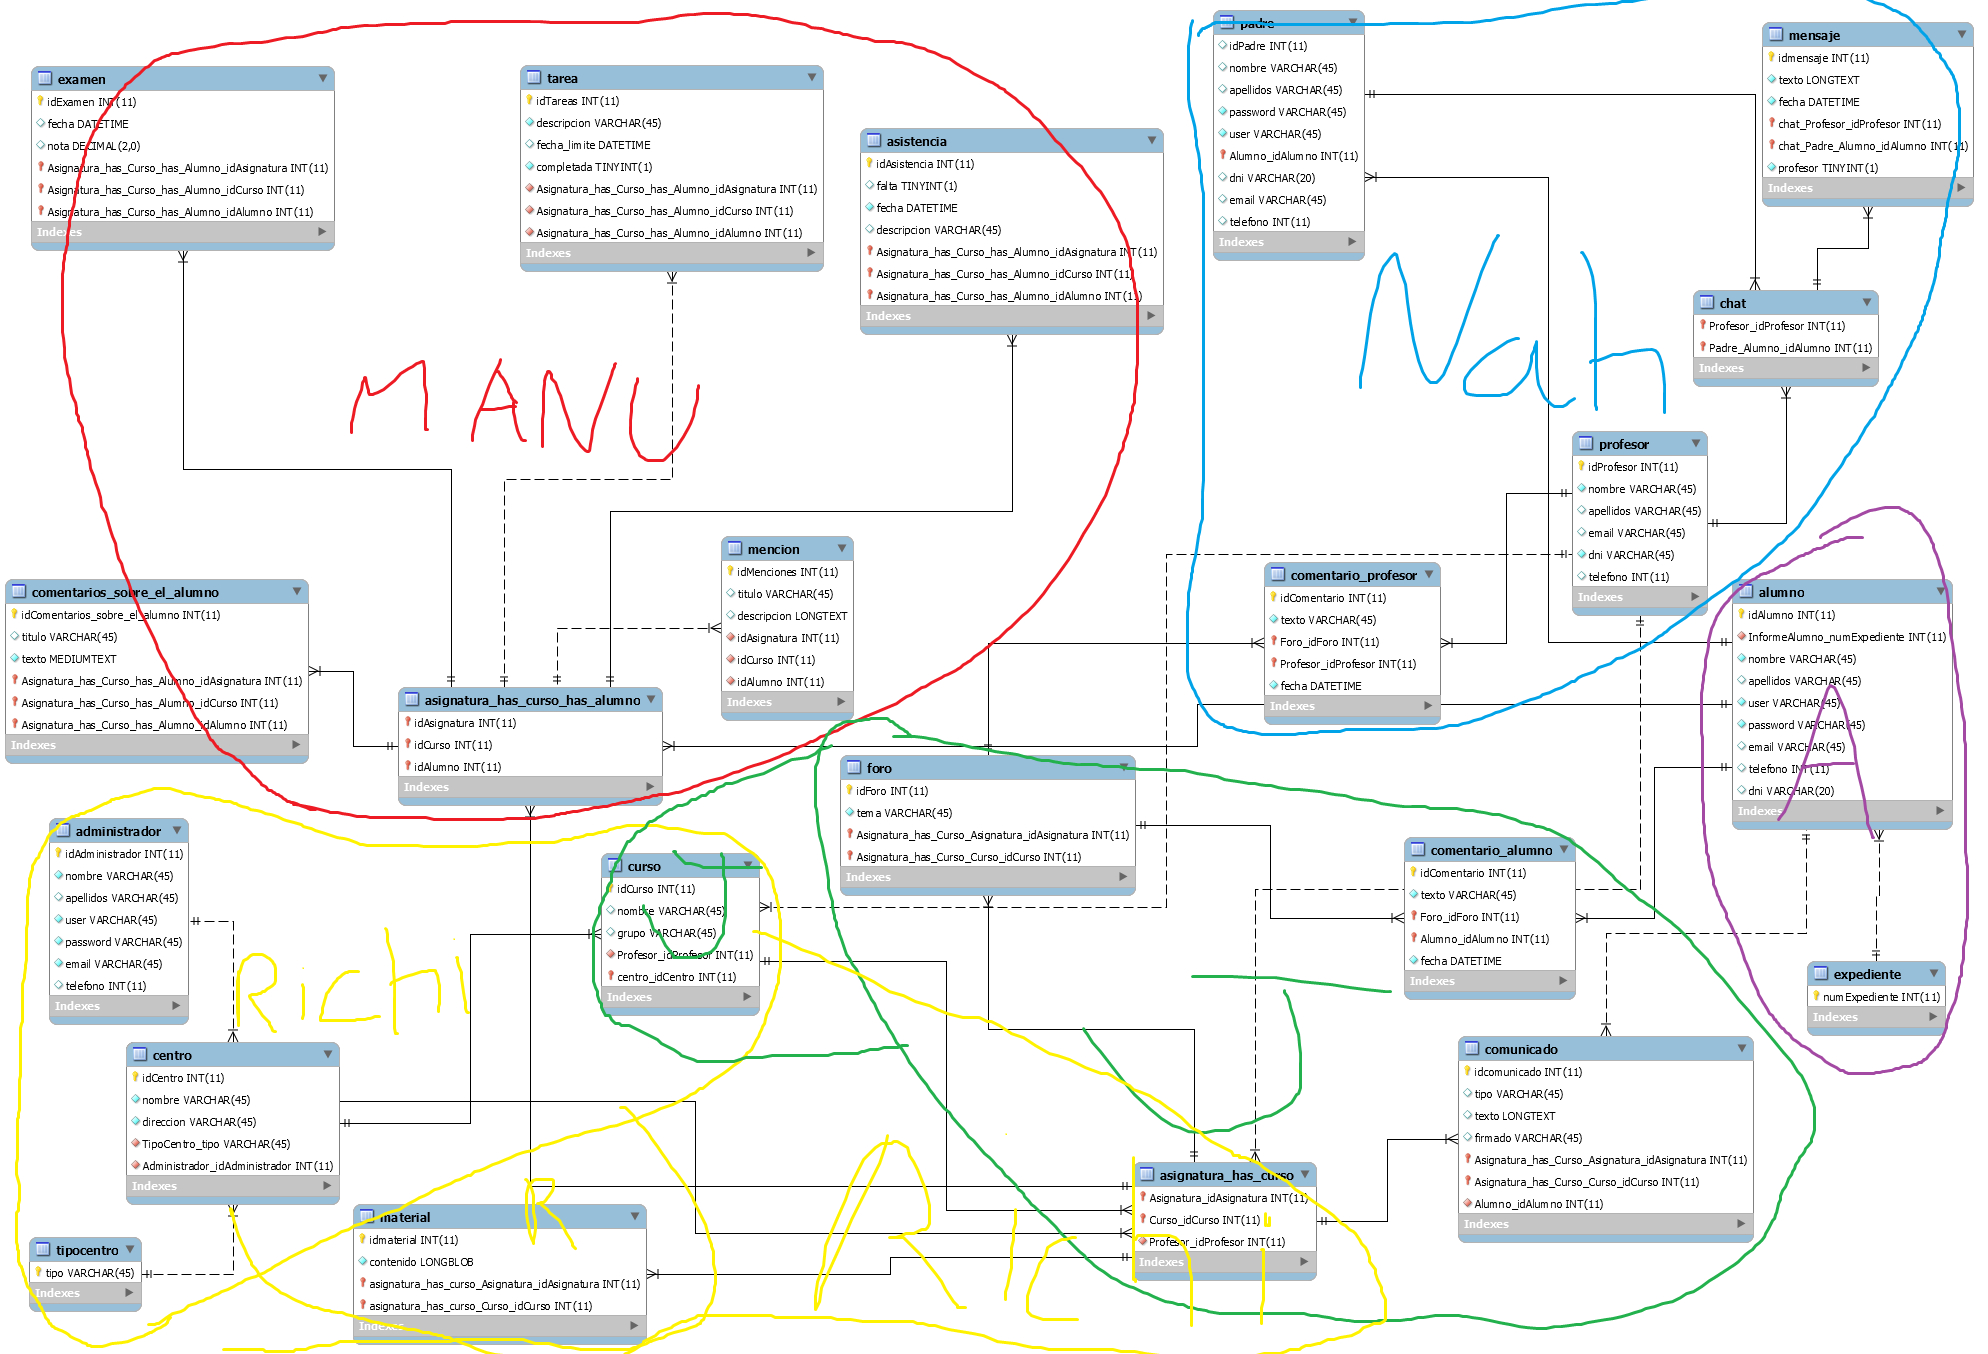 examen
idExamen INT(11)
fecha DATETIME
nota DECIMAL(2,0)
Asignatura_has_Curso_has_Alumno_idAsignatura INT(11)
Asignatura_has_Curso_has_Alumno_idCurso INT(11)
Asignatura_has_Curso_has_Alumno_idAlumno INT(11)
Indexes
tarea
idTareas INT(11)
descripcion VARCHAR(45)
fecha_limite DATETIME
completada TINYINT(1)
Asignatura_has_Curso_has_Alumno_idAsignatura INT(11)
Asignatura_has_Curso_has_Alumno_idCurso INT(11)
Asignatura_has_Curso_has_Alumno_idAlumno INT(11)
Indexes
asistencia
idAsistencia INT(11)
falta TINYINT(1)
fecha DATETIME
descripcion VARCHAR(45)
Asignatura_has_Curso_has_Alumno_idAsignatura INT(11)
Asignatura_has_Curso_has_Alumno_idCurso INT(11)
Asignatura_has_Curso_has_Alumno_idAlumno INT(11)
Indexes
padre
idPadre INT(11)
nombre VARCHAR(45)
apellidos VARCHAR(45)
password VARCHAR(45)
user VARCHAR(45)
Alumno_idAlumno INT(11)
dni VARCHAR(20)
email VARCHAR(45)
telefono INT(11)
Indexes
mensaje
idmensaje INT(11)
texto LONGTEXT
fecha DATETIME
chat_Profesor_idProfesor INT(11)
chat_Padre_Alumno_idAlumno INT(11)
profesor TINYINT(1)
Indexes
chat
Profesor_idProfesor INT(11)
Padre_Alumno_idAlumno INT(11)
Indexes
MANU
Nach
profesor
idProfesor INT(11)
nombre VARCHAR(45)
apellidos VARCHAR(45)
email VARCHAR(45)
dni VARCHAR(45)
telefono INT(11)
Indexes
mencion
idMenciones INT(11)
titulo VARCHAR(45)
descripcion LONGTEXT
idAsignatura INT(11)
idCurso INT(11)
idAlumno INT(11)
Indexes
comentario_profesor
idComentario INT(11)
texto VARCHAR(45)
Foro_idForo INT(11)
Profesor_idProfesor INT(11)
fecha DATETIME
Indexes
comentarios_sobre_el_alumno
idComentarios_sobre_el_alumno INT(11)
titulo VARCHAR(45)
texto MEDIUMTEXT
Asignatura_has_Curso_has_Alumno_idAsignatura INT(11)
Asignatura_has_Curso_has_Alumno_idCurso INT(11)
Asignatura_has_Curso_has_Alumno_idAlumno INT(11)
Indexes
alumno
idAlumno INT(11)
InformeAlumno_numExpediente INT(11)
nombre VARCHAR(45)
apellidos VARCHAR(45)
user VARCHAR(45)
password VARCHAR(45)
email VARCHAR(45)
telefono INT(11)
dni VARCHAR(20)
Indexes
A
asignatura_has_curso_has_alumno
idAsignatura INT(11)
idCurso INT(11)
idAlumno INT(11)
Indexes
foro
idForo INT(11)
tema VARCHAR(45)
Asignatura_has_Curso_Asignatura_idAsignatura INT(11)
Asignatura_has_Curso_Curso_idCurso INT(11)
Indexes
administrador
idAdministrador INT(11)
nombre VARCHAR(45)
apellidos VARCHAR(45)
user VARCHAR(45)
password VARCHAR(45)
email VARCHAR(45)
telefono INT(11)
Indexes
Richi
curso
idCurso INT(11)
nombre VARCHAR(45)
grupo VARCHAR(45)
Profesor_idProfesor INT(11)
centro_idCentro INT(11)
Indexes
J
comentario_alumno
idComentario INT(11)
texto VARCHAR(45)
Foro_idForo INT(11)
Alumno_idAlumno INT(11)
fecha DATETIME
Indexes
J
expediente
numExpediente INT(11)
Indexes
centro
idCentro INT(11)
nombre VARCHAR(45)
direccion VARCHAR(45)
TipoCentro_tipo VARCHAR(45)
Administrador_idAdministrador INT(11)
Indexes
comunicado
idcomunicado INT(11)
tipo VARCHAR(45)
texto LONGTEXT
firmado VARCHAR(45)
Asignatura_has_Curso_Asignatura_idAsignatura INT(11)
Asignatura_has_Curso_Curso_idCurso INT(11)
Alumno_idAlumno INT(11)
Indexes
asignatura_has_curso
Asignatura_idAsignatura INT(11)
Curso_idCurso INT(11)
Profesor_idProfesor INT(11)
Indexes
Richi
R
material
idmaterial INT(11)
contenido LONGBLOB
asignatura_has_curso_Asignatura_idAsignatura INT(11)
asignatura_has_curso_Curso_idCurso INT(11)
Indexes
tipocentro
tipo VARCHAR(45)
Indexes